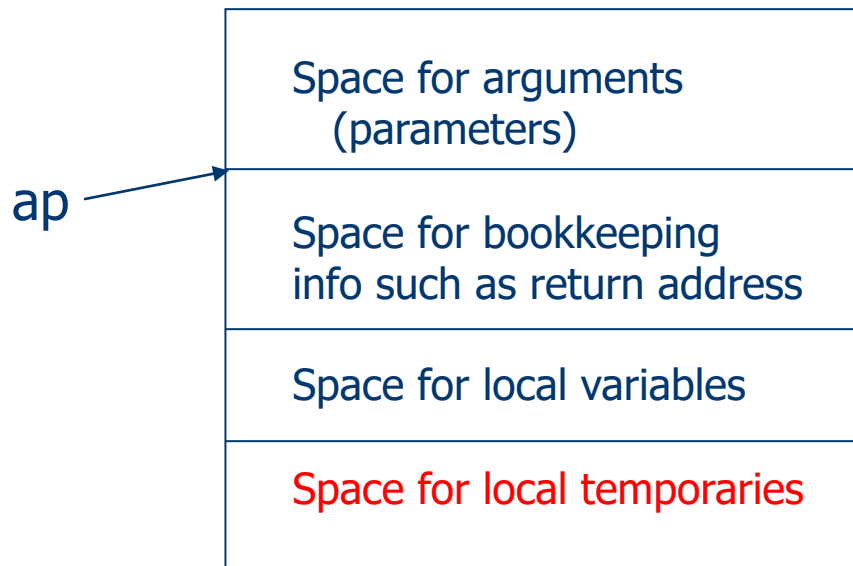 Space for arguments
(parameters)
ap
Space for bookkeeping
info such as return address
Space for local variables
Space for local temporaries